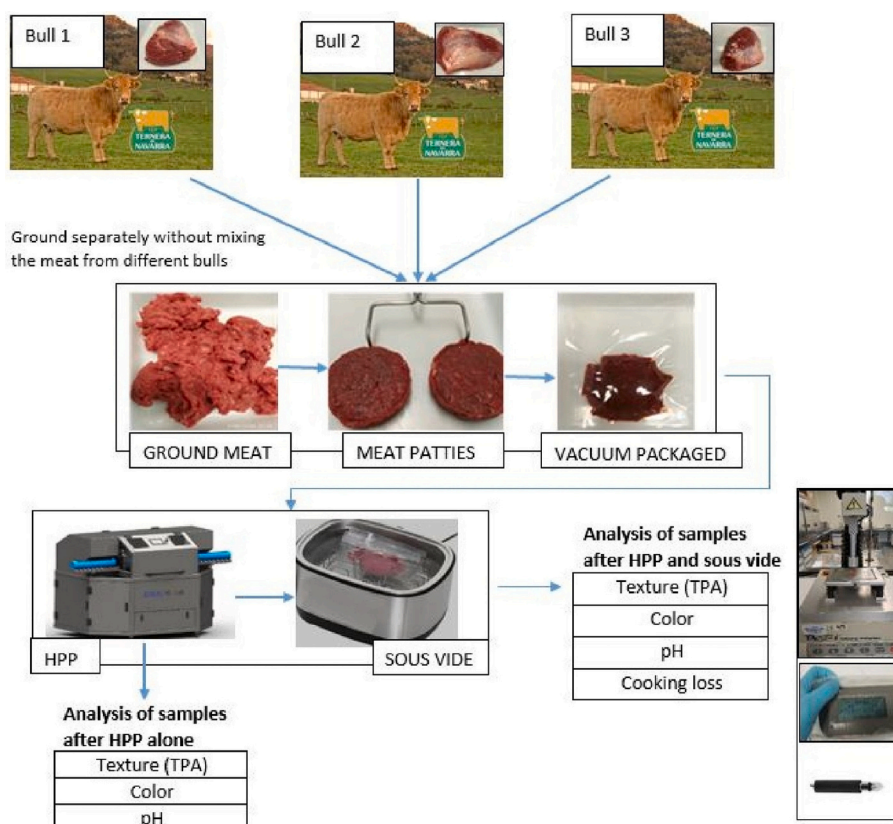 Bull 1
Bull 2
Bull 3
TERNERA
DE
NAVARRA
TERNERA
DE
NAVARRA
TERNERA
DE
NAVARRA
Ground separately without mixing
the meat from different bulls
GROUND MEAT
MEAT PATTIES
VACUUM PACKAGED
HPP
SOUS VIDE
Analysis of samples
after HPP and sous vide
Texture (TPA)
Color
pH
Cooking loss
Analysis of samples
after HPP alone
Texture (TPA)
Color
pH